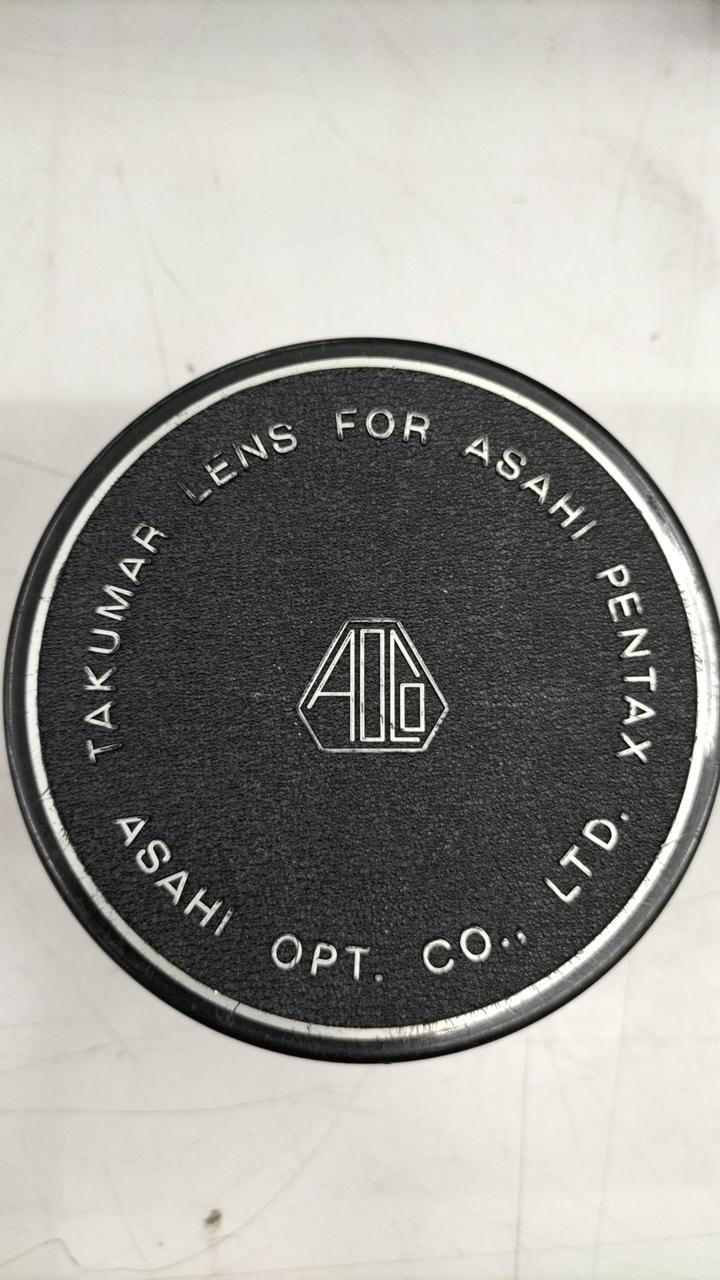 TAKUMAR LENS FOR ASAHI PENTAX
AOCo
ASAHI OPT. CO., LTD.